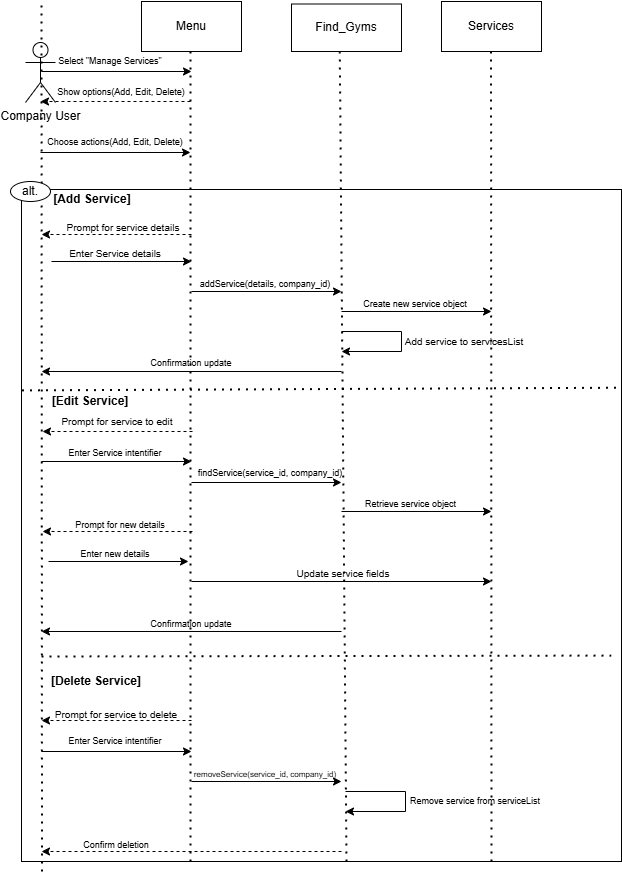 Menu
Find_Gyms
Services
Select "Manage Services"
Show options(Add, Edit, Delete)
Company User
Choose actions(Add, Edit, Delete)
alt.
[Add Service]
Prompt for service details
Enter Service details
addService(details, company_id)
Create new service object
Add service to servicesList
Confirmation update
[Edit Service]
Prompt for service to edit
Enter Service intentifier
findService(service_id, company_id)
Retrieve service object
Prompt for new details
Enter new details
Update service fields
Confirmation update
[Delete Service]
Prompt for service to delete
Enter Service intentifier
removeService(service_id, company_id)
Remove service from serviceList
Confirm deletion